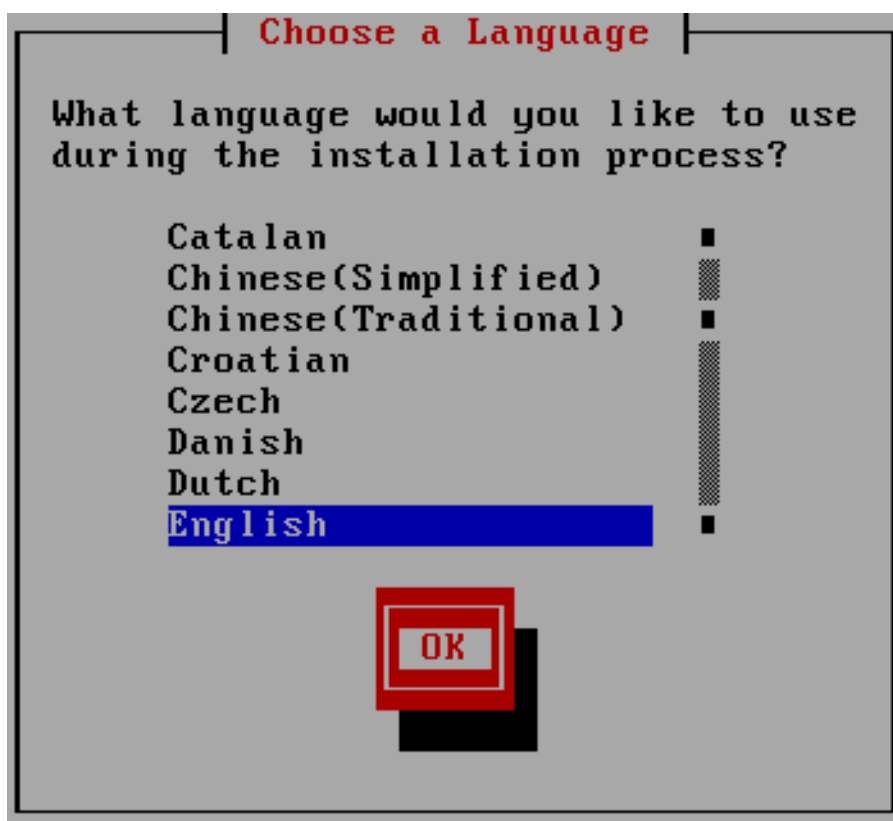 Choose a Language
What language would you like to use
during the installation process?
Catalan
Chinese(Simplified)
Chinese(Traditional)
Croatian
Czech
Danish
Dutch
English
OK